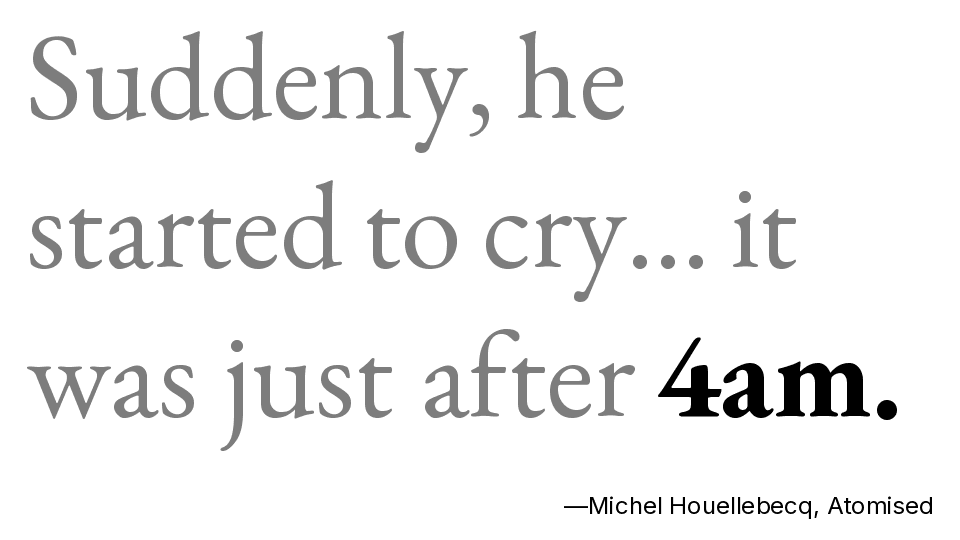 Suddenly, he
started to cry... it
was just after 4am.
—Michel Houellebecq, Atomised